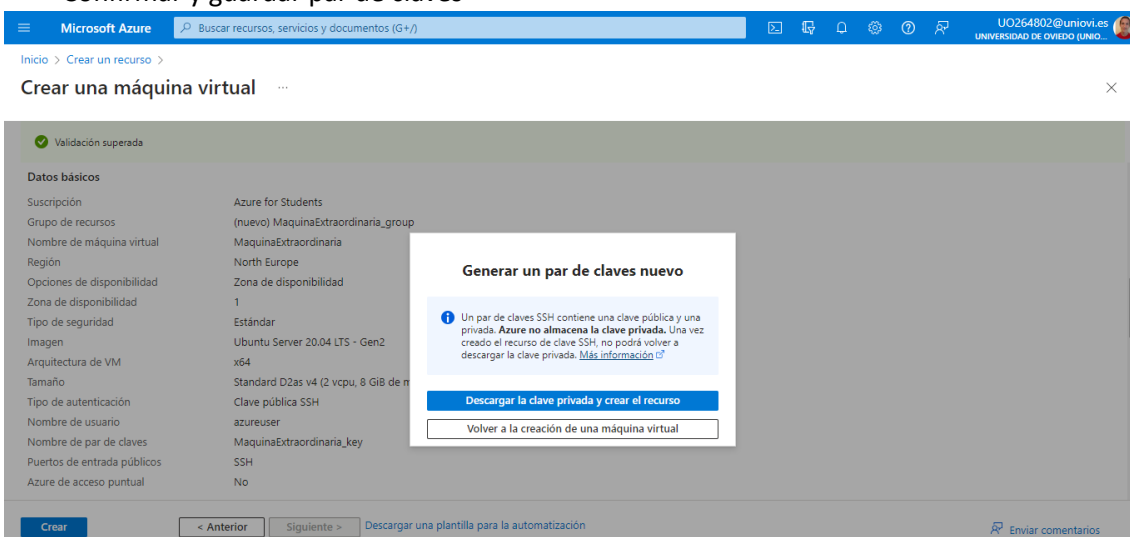 Confirmar y guardar par de claves
Microsoft Azure
Buscar recursos, servicios y documentos (G+/)
UO264802@uniovi.es
UNIVERSIDAD DE OVIEDO (UNIO...
Inicio > Crear un recurso >
Crear una máquina virtual ...
Validación superada
Datos básicos
Suscripción Azure for Students
Grupo de recursos (nuevo) MaquinaExtraordinaria_group
Nombre de máquina virtual MaquinaExtraordinaria
Región North Europe
Opciones de disponibilidad Zona de disponibilidad
Zona de disponibilidad 1
Tipo de seguridad Estándar
Imagen Ubuntu Server 20.04 LTS - Gen2
Arquitectura de VM x64
Tamaño Standard D2as v4 (2 vcpu, 8 GiB de
Tipo de autenticación Clave pública SSH
Nombre de usuario azureuser
Nombre de par de claves MaquinaExtraordinaria_key
Puertos de entrada públicos SSH
Azure de acceso puntual No
Generar un par de claves nuevo
Un par de claves SSH contiene una clave pública y una
privada. Azure no almacena la clave privada. Una vez
creado el recurso de clave SSH, no podrá volver a
descargar la clave privada. Más información
Descargar la clave privada y crear el recurso
Volver a la creación de una máquina virtual
Crear
< Anterior
Siguiente >
Descargar una plantilla para la automatización
Enviar comentarios